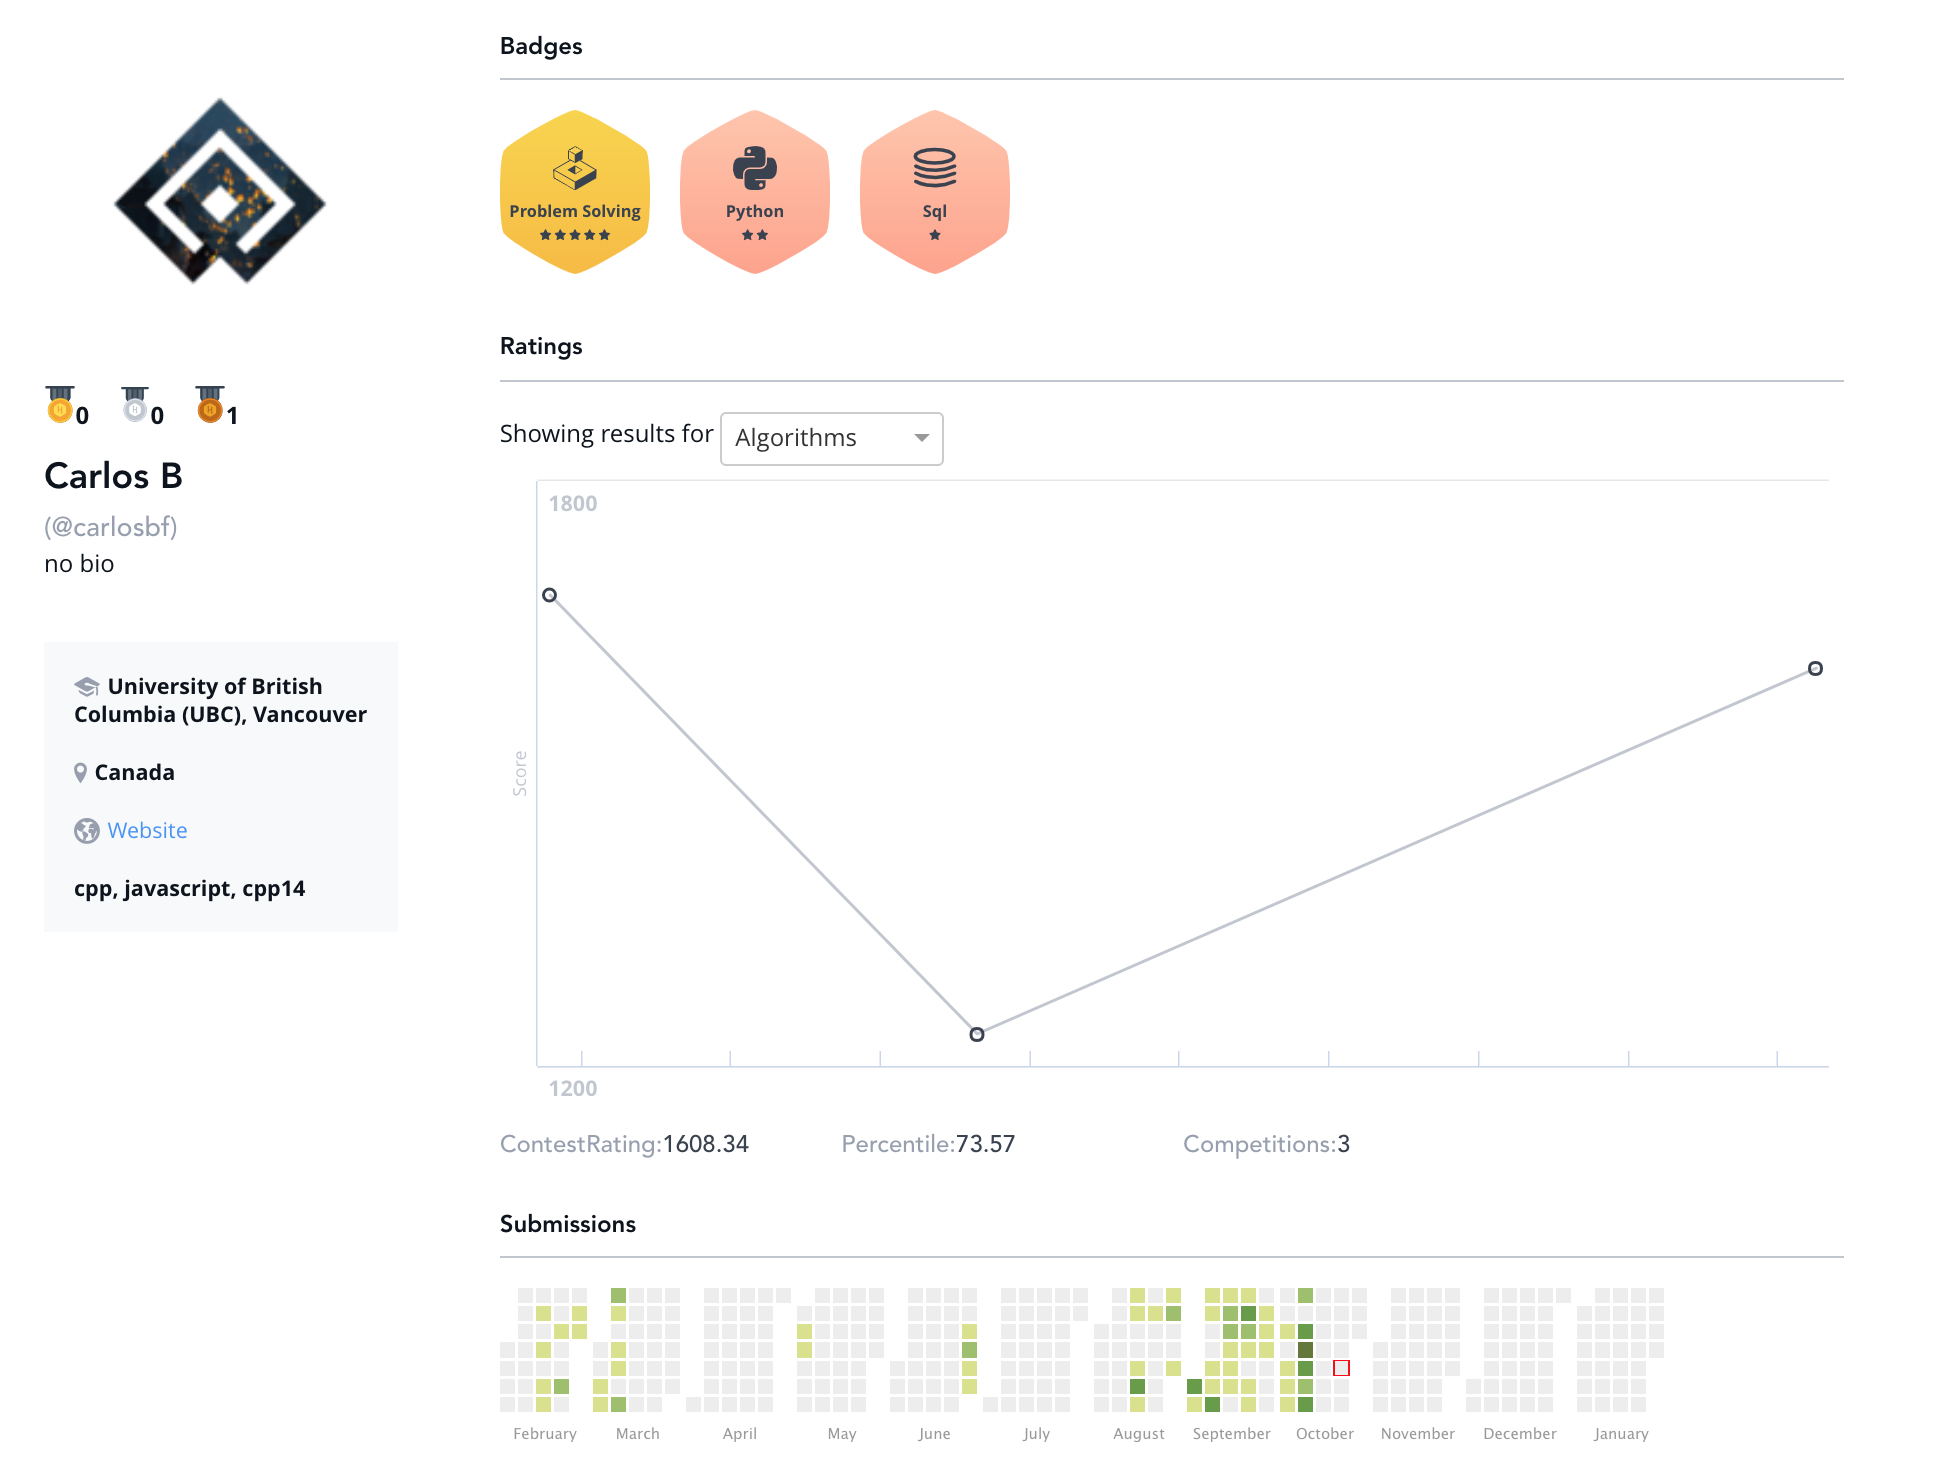 0
0
1
Carlos B
(@carlosbf)
no bio
University of British
Columbia (UBC), Vancouver
Canada
Website
cpp, javascript, cpp14
Badges
Problem Solving
Python
Sql
Ratings
Showing results for Algorithms
1800
Score
1200
ContestRating:1608.34 Percentile:73.57 Competitions:3
Submissions
February March April May June July August September October November December January